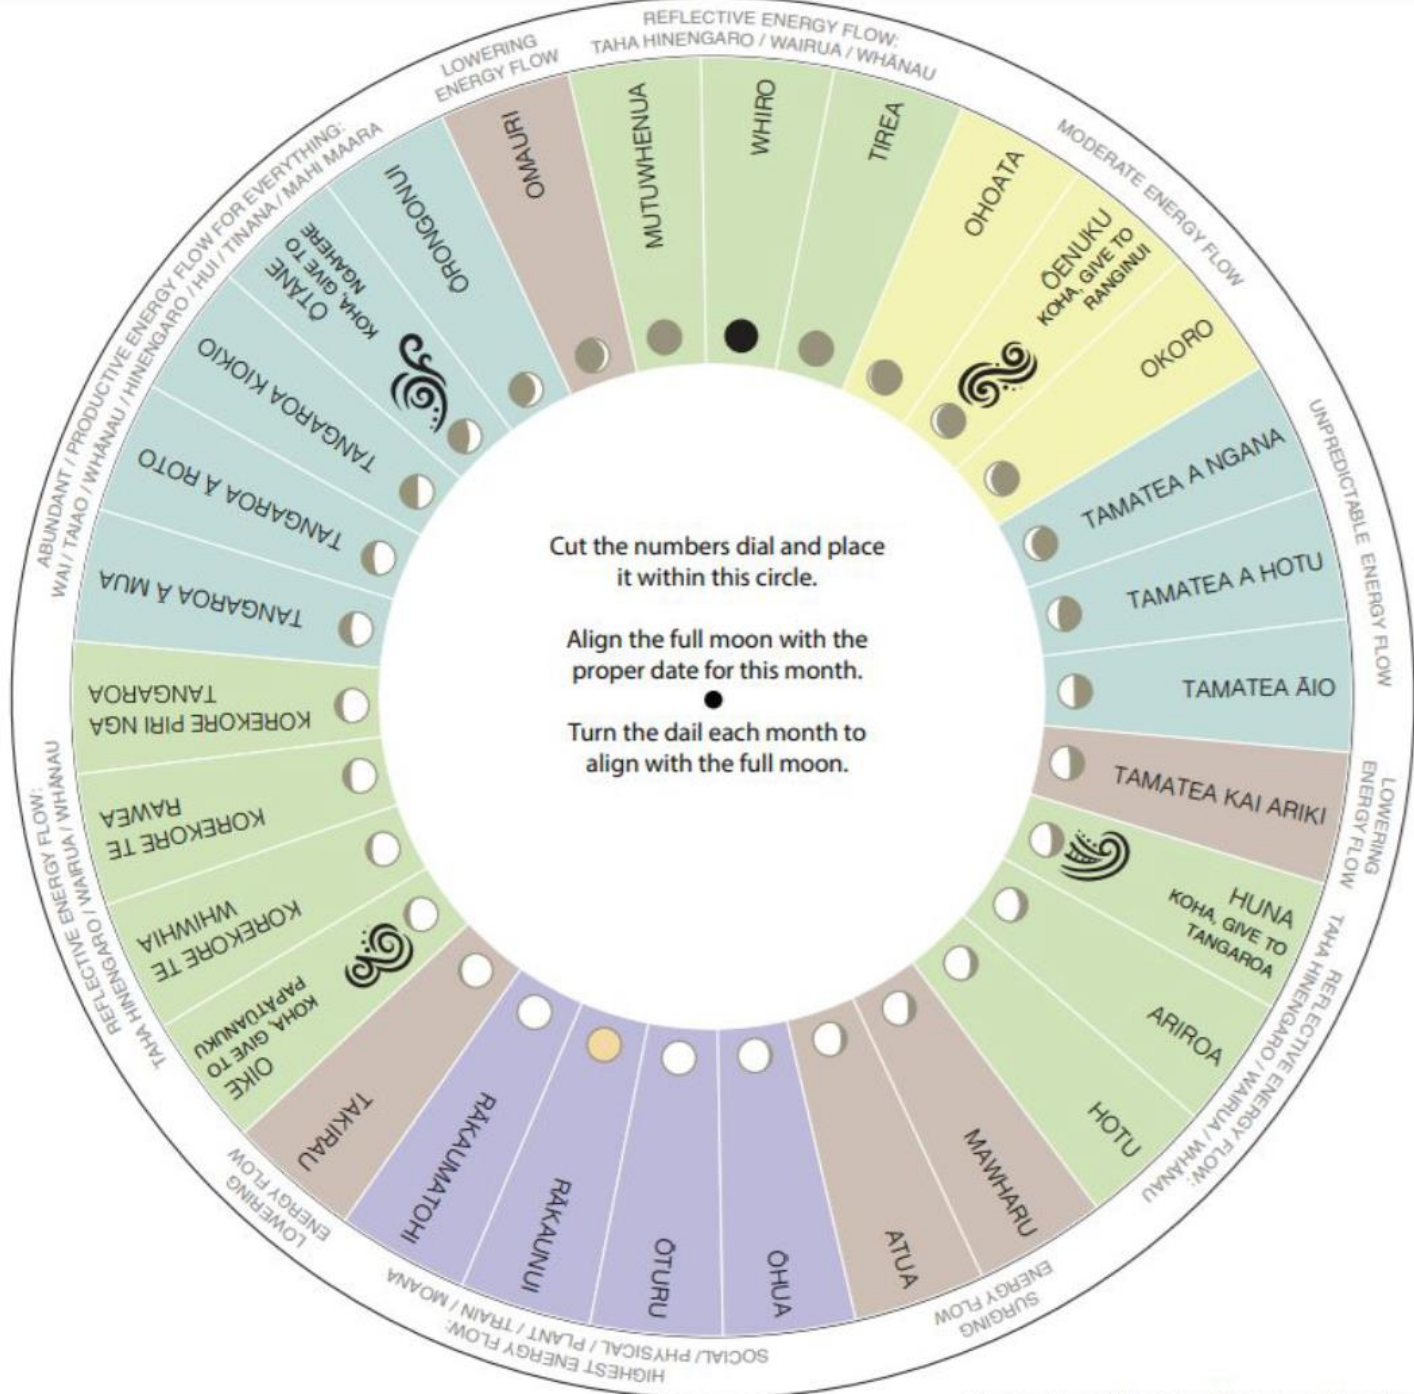 REFLECTIVE ENERGY FLOW:
TAHA HINENGARO / WAIRUA / WHĀNAU
MUTUWHENUA
WHIRO
TIREA
MODERATE ENERGY FLOW
OHOATA
ŌENUKU
KOHA, GIVE TO
RANGINUI
OKORO
UNPREDICTABLE ENERGY FLOW
TAMATEA A NGANA
TAMATEA A HOTU
TAMATEA ĀIO
LOWERING
ENERGY FLOW
TAMATEA KAI ARIKI
REFLECTIVE ENERGY FLOW:
TAHA HINENGARO / WAIRUA / WHĀNAU
HUNA
KOHA, GIVE TO
TANGAROA
ARIROA
HOTU
SURGING
ENERGY FLOW
MAWHARU
ATUA
HIGHEST ENERGY FLOW:
SOCIAL/ PHYSICAL / PLANT / TRAIN / MOANA
ŌHUA
ŌTURU
RĀKAUNUI
RĀKAUMATOHI
LOWERING
ENERGY FLOW
TAKIRAU
REFLECTIVE ENERGY FLOW:
TAHA HINENGARO / WAIRUA / WHĀNAU
OIKE
KOHA, GIVE TO
PAPATŪANUKU
KOREKORE TE
WHIWHIA
KOREKORE TE
RAWEA
KOREKORE PIRI NGA
TANGAROA
ABUNDANT / PRODUCTIVE ENERGY FLOW FOR EVERYTHING:
WAI / TAIAO / WHĀNAU / HINENGARO / HUI / TINANA / MAHI MAARA
TANGAROA Ā MUA
TANGAROA Ā ROTO
TANGAROA KIOKIO
ŌTĀNE
KOHA, GIVE TO
NGAHERE
ŌRONGONUI
LOWERING
ENERGY FLOW
OMAURI
Cut the numbers dial and place
it within this circle.
Align the full moon with the
proper date for this month.
Turn the dail each month to
align with the full moon.